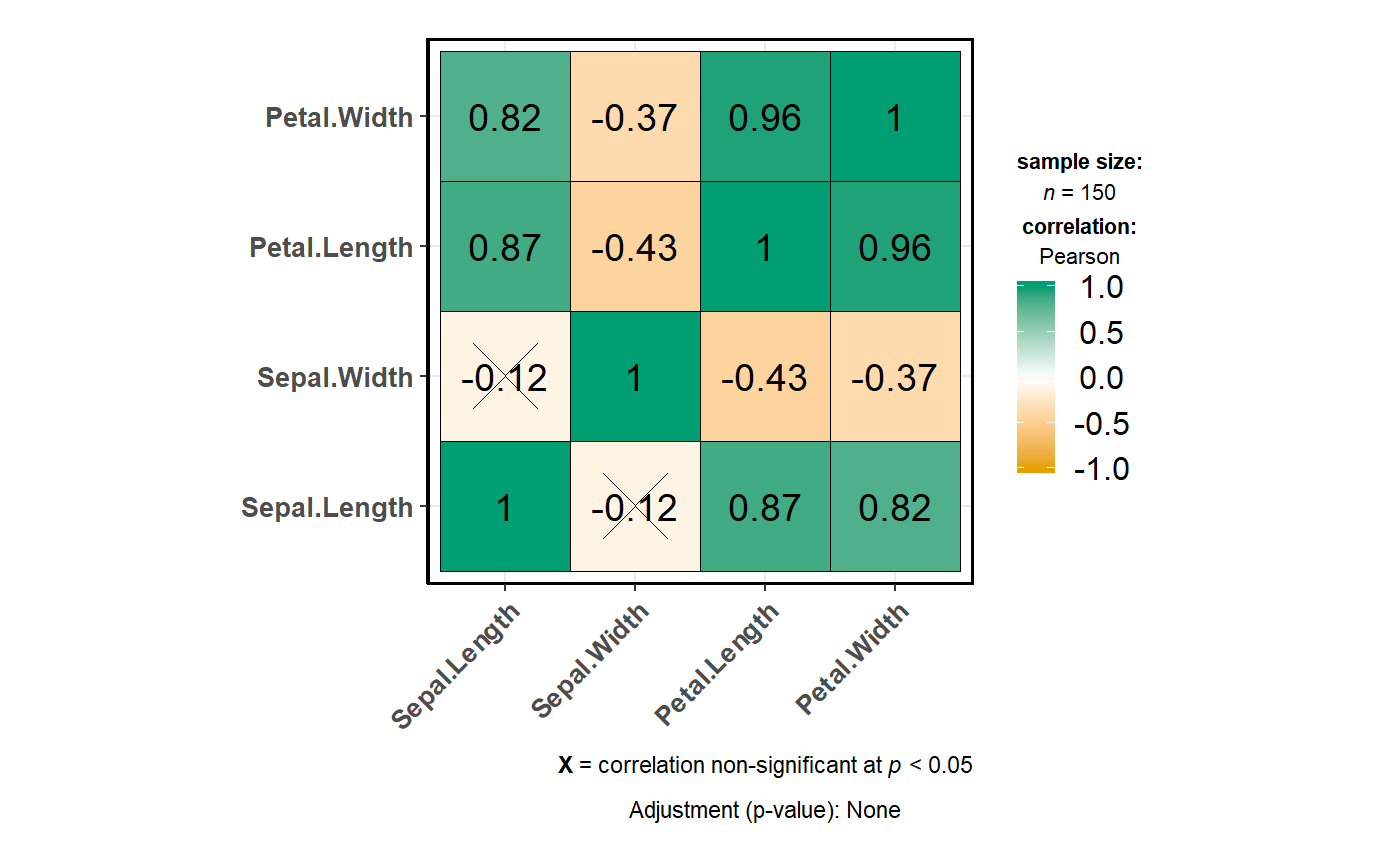 Petal.Width 0.82 -0.37 0.96 1
Petal.Length 0.87 -0.43 1 0.96
Sepal.Width -0.12 1 -0.43 -0.37
Sepal.Length 1 -0.12 0.87 0.82
Sepal.Length Sepal.Width Petal.Length Petal.Width
sample size:
n = 150
correlation:
Pearson
1.0
0.5
0.0
-0.5
-1.0
X = correlation non-significant at p < 0.05
Adjustment (p-value): None